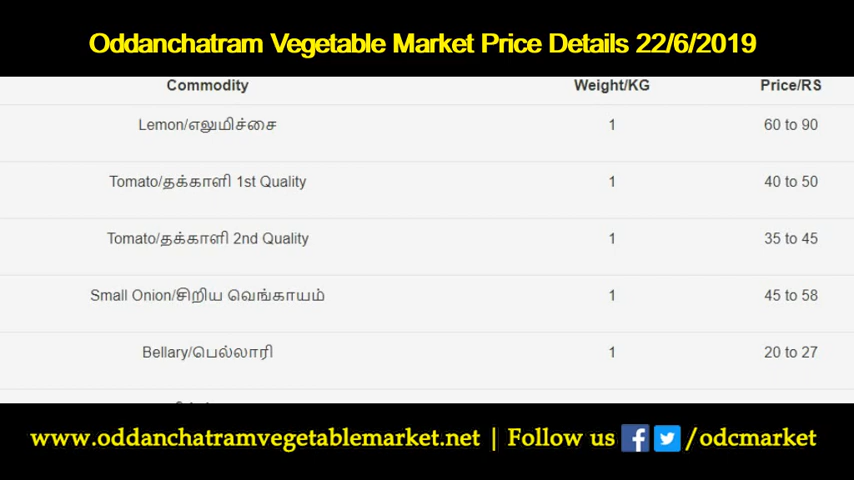 Oddanchatram Vegetable Market Price Details 22/6/2019
Commodity Weight/KG Price/RS
Lemon/எலுமிச்சை 1 60 to 90
Tomato/தக்காளி 1st Quality 1 40 to 50
Tomato/தக்காளி 2nd Quality 1 35 to 45
Small Onion/சிறிய வெங்காயம் 1 45 to 58
Bellary/பெல்லாரி 1 20 to 27
www.oddanchatramvegetablemarket.net | Follow us /odcmarket